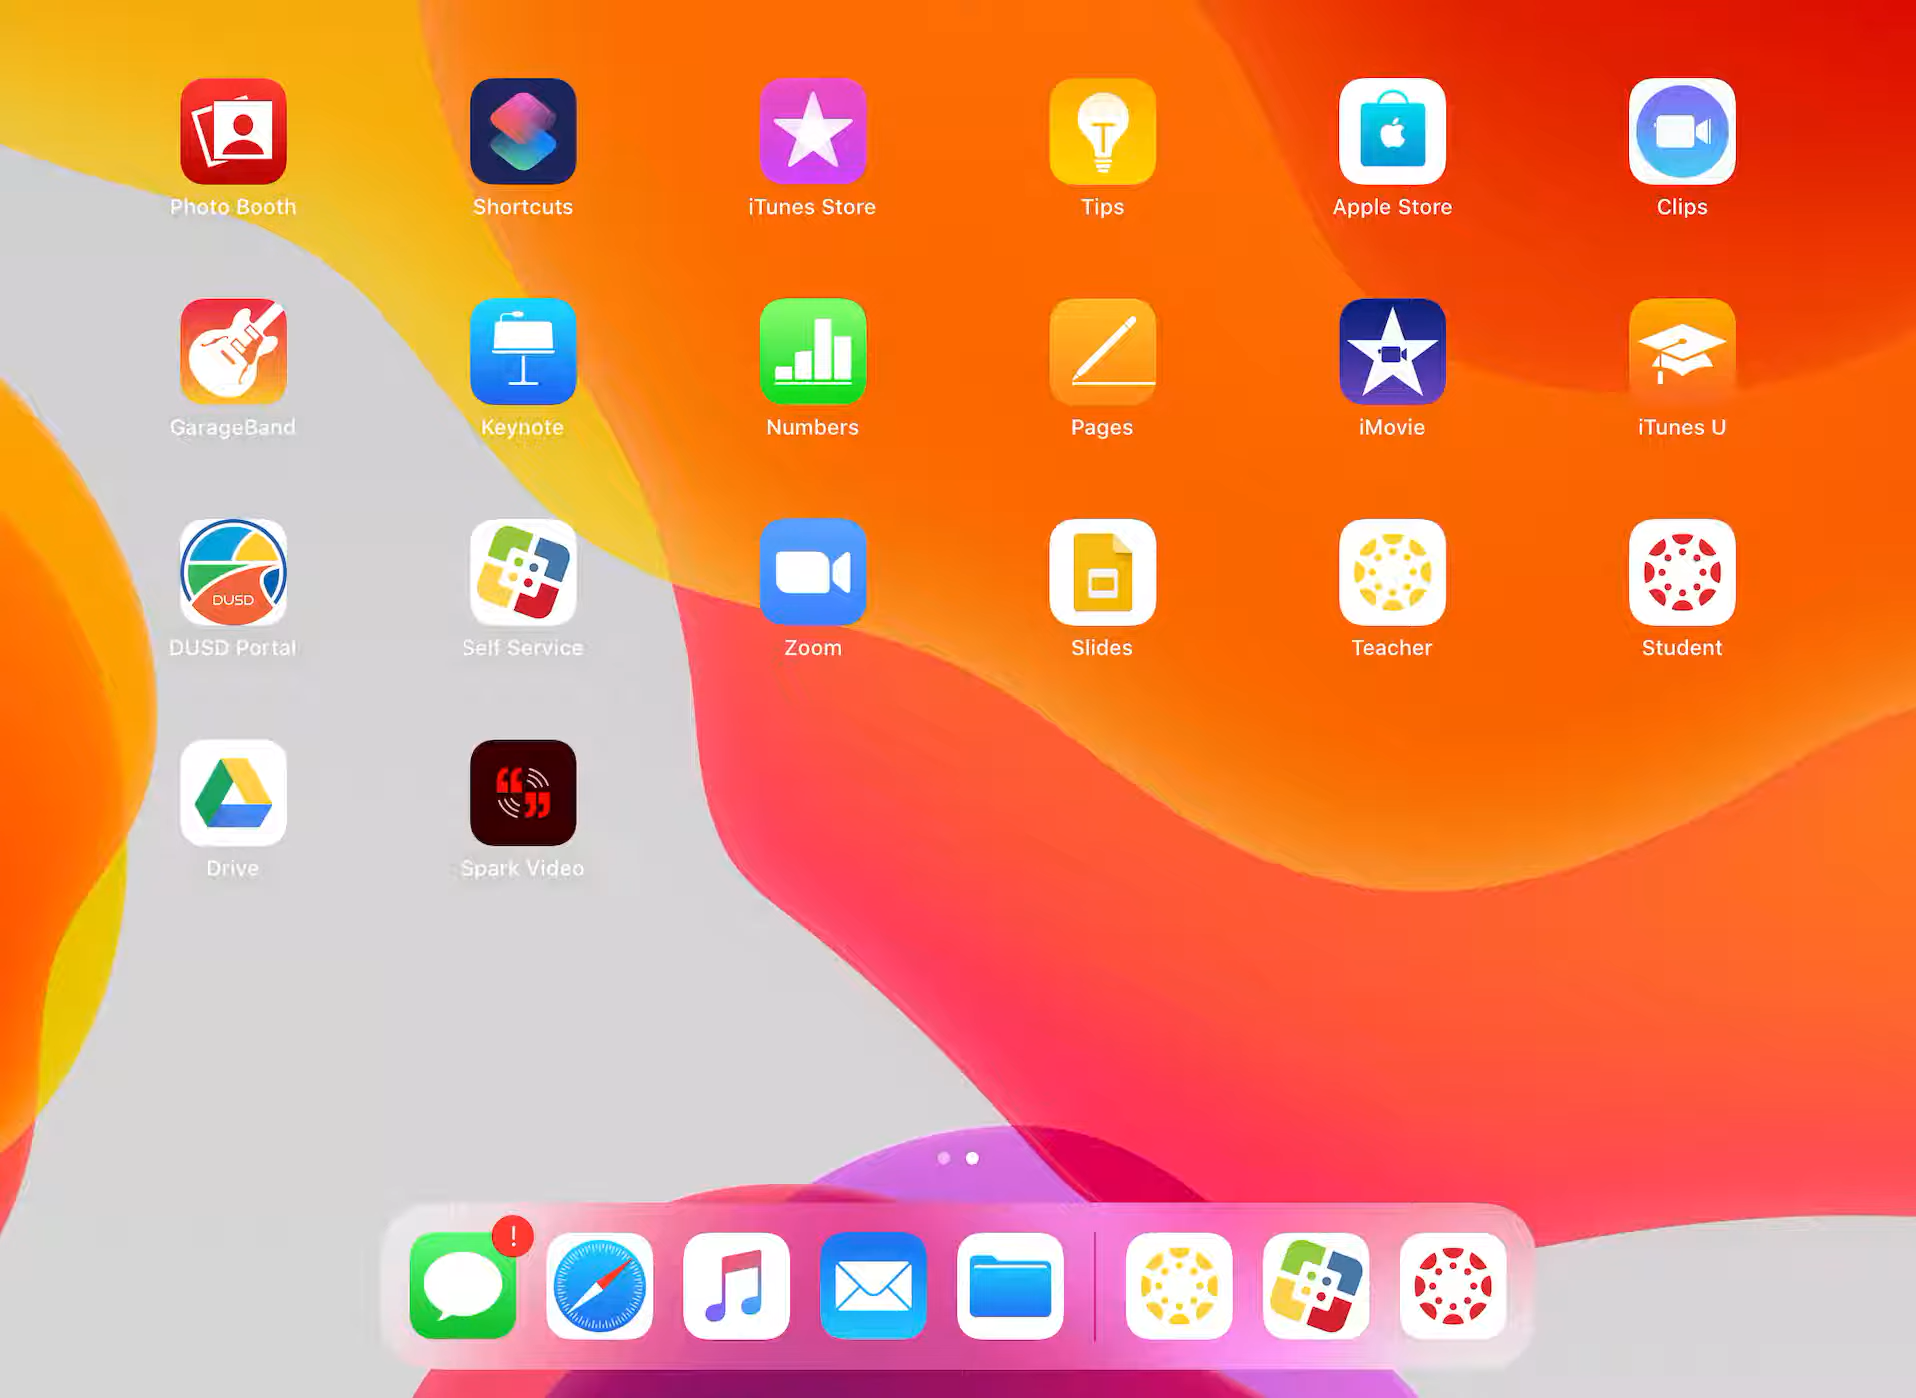 Photo Booth
Shortcuts
iTunes Store
Tips
Apple Store
Clips
GarageBand
Keynote
Numbers
Pages
iMovie
iTunes U
DUSD
DUSD Portal
Self Service
Zoom
Slides
Teacher
Student
Drive
Spark Video
!